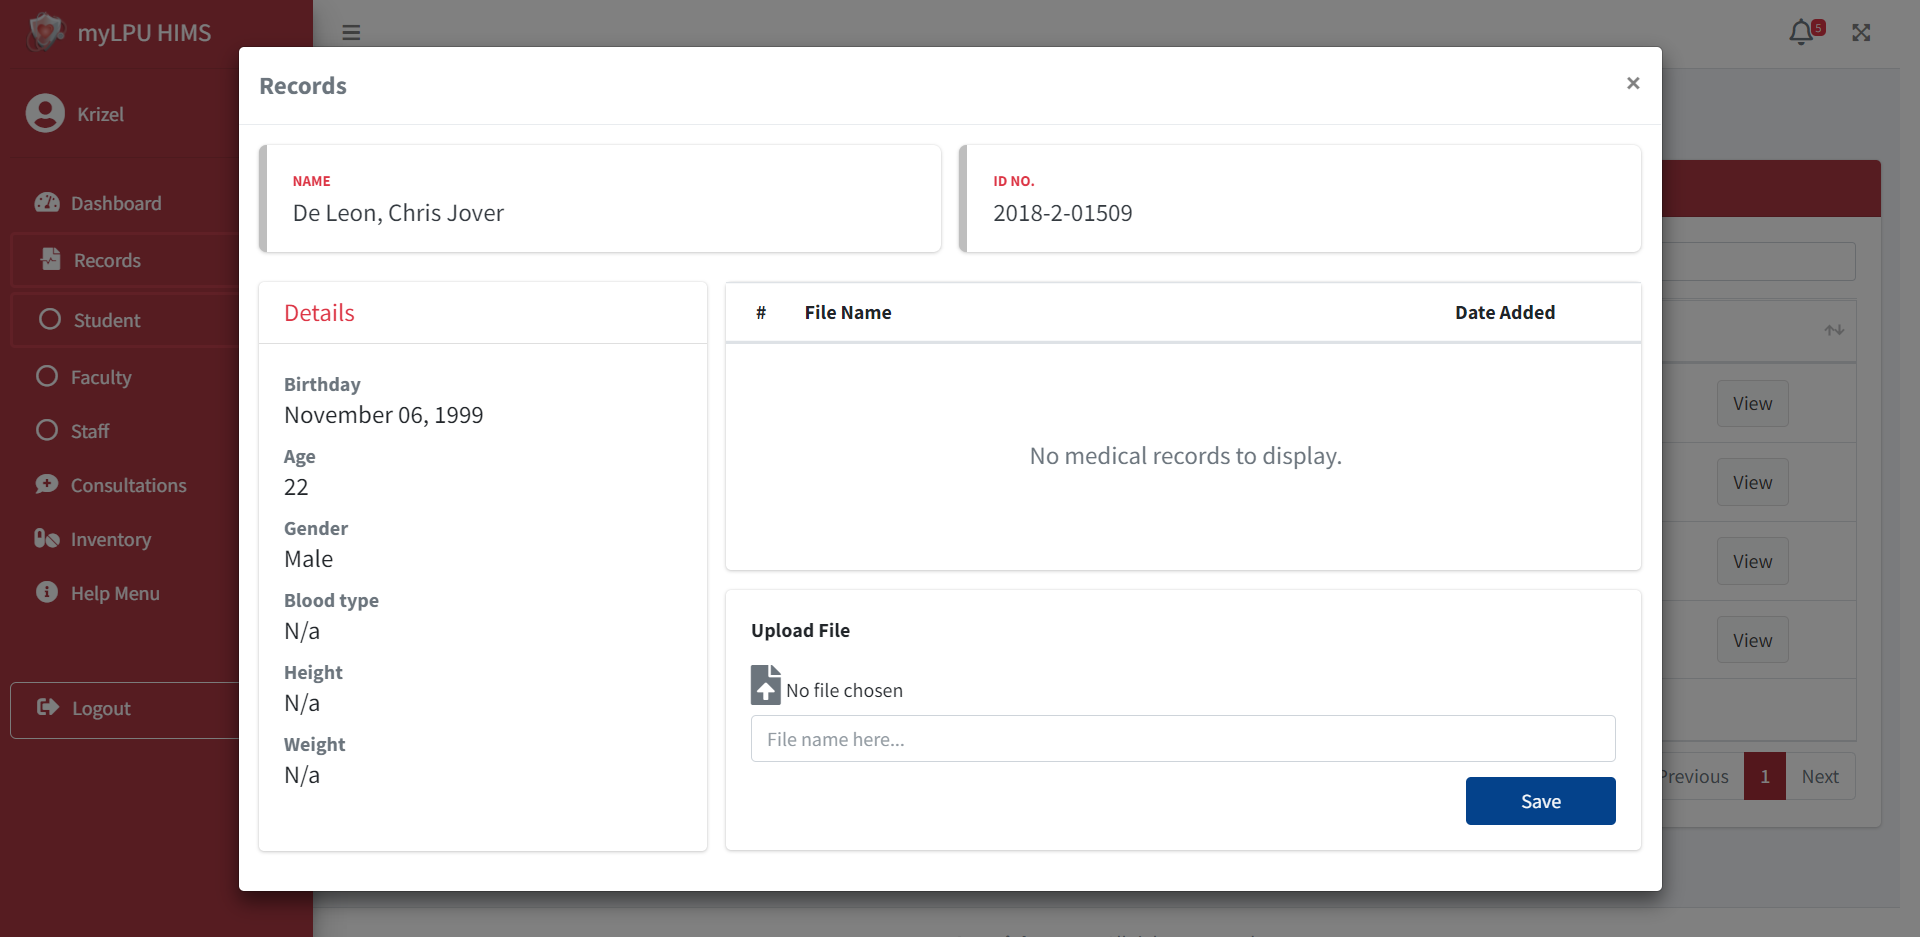 myLPU HIMS
5
Krizel
Dashboard
Records
Student
Faculty
Staff
Consultations
Inventory
Help Menu
Logout
Records
×
NAME
De Leon, Chris Jover
ID NO.
2018-2-01509
Details
Birthday
November 06, 1999
Age
22
Gender
Male
Blood type
N/a
Height
N/a
Weight
N/a
# File Name Date Added
No medical records to display.
Upload File
No file chosen
File name here...
Save
View
View
View
View
Previous 1 Next